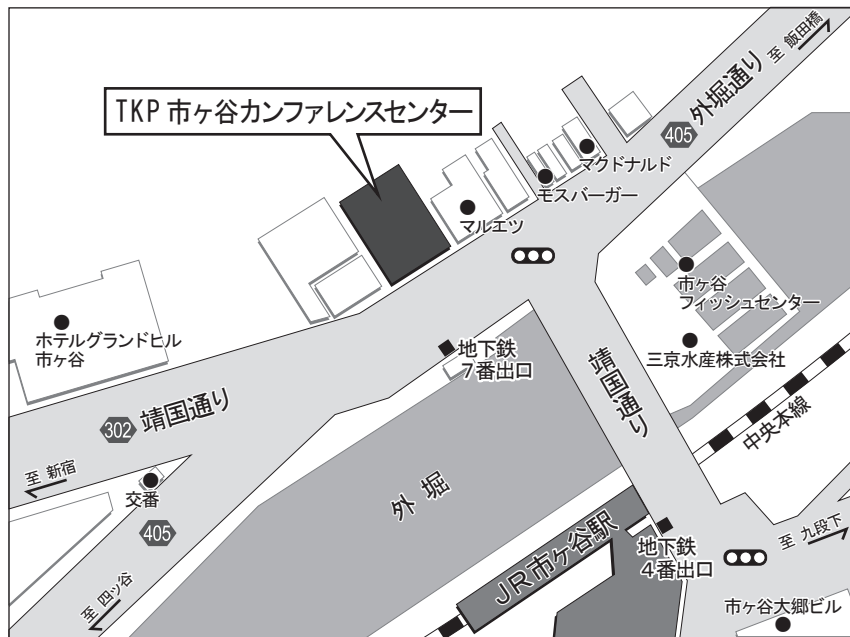 至 飯田橋
外堀通り
405
TKP 市ヶ谷カンファレンスセンター
マクドナルド
モスバーガー
マルエツ
市ヶ谷
フィッシュセンター
ホテルグランドヒル
市ヶ谷
地下鉄
7番出口
三京水産株式会社
靖国通り
302
靖国通り
中央本線
至 新宿
交番
405
外 堀
至 四ッ谷
JR市ヶ谷駅
地下鉄
4番出口
至 九段下
市ヶ谷大郷ビル